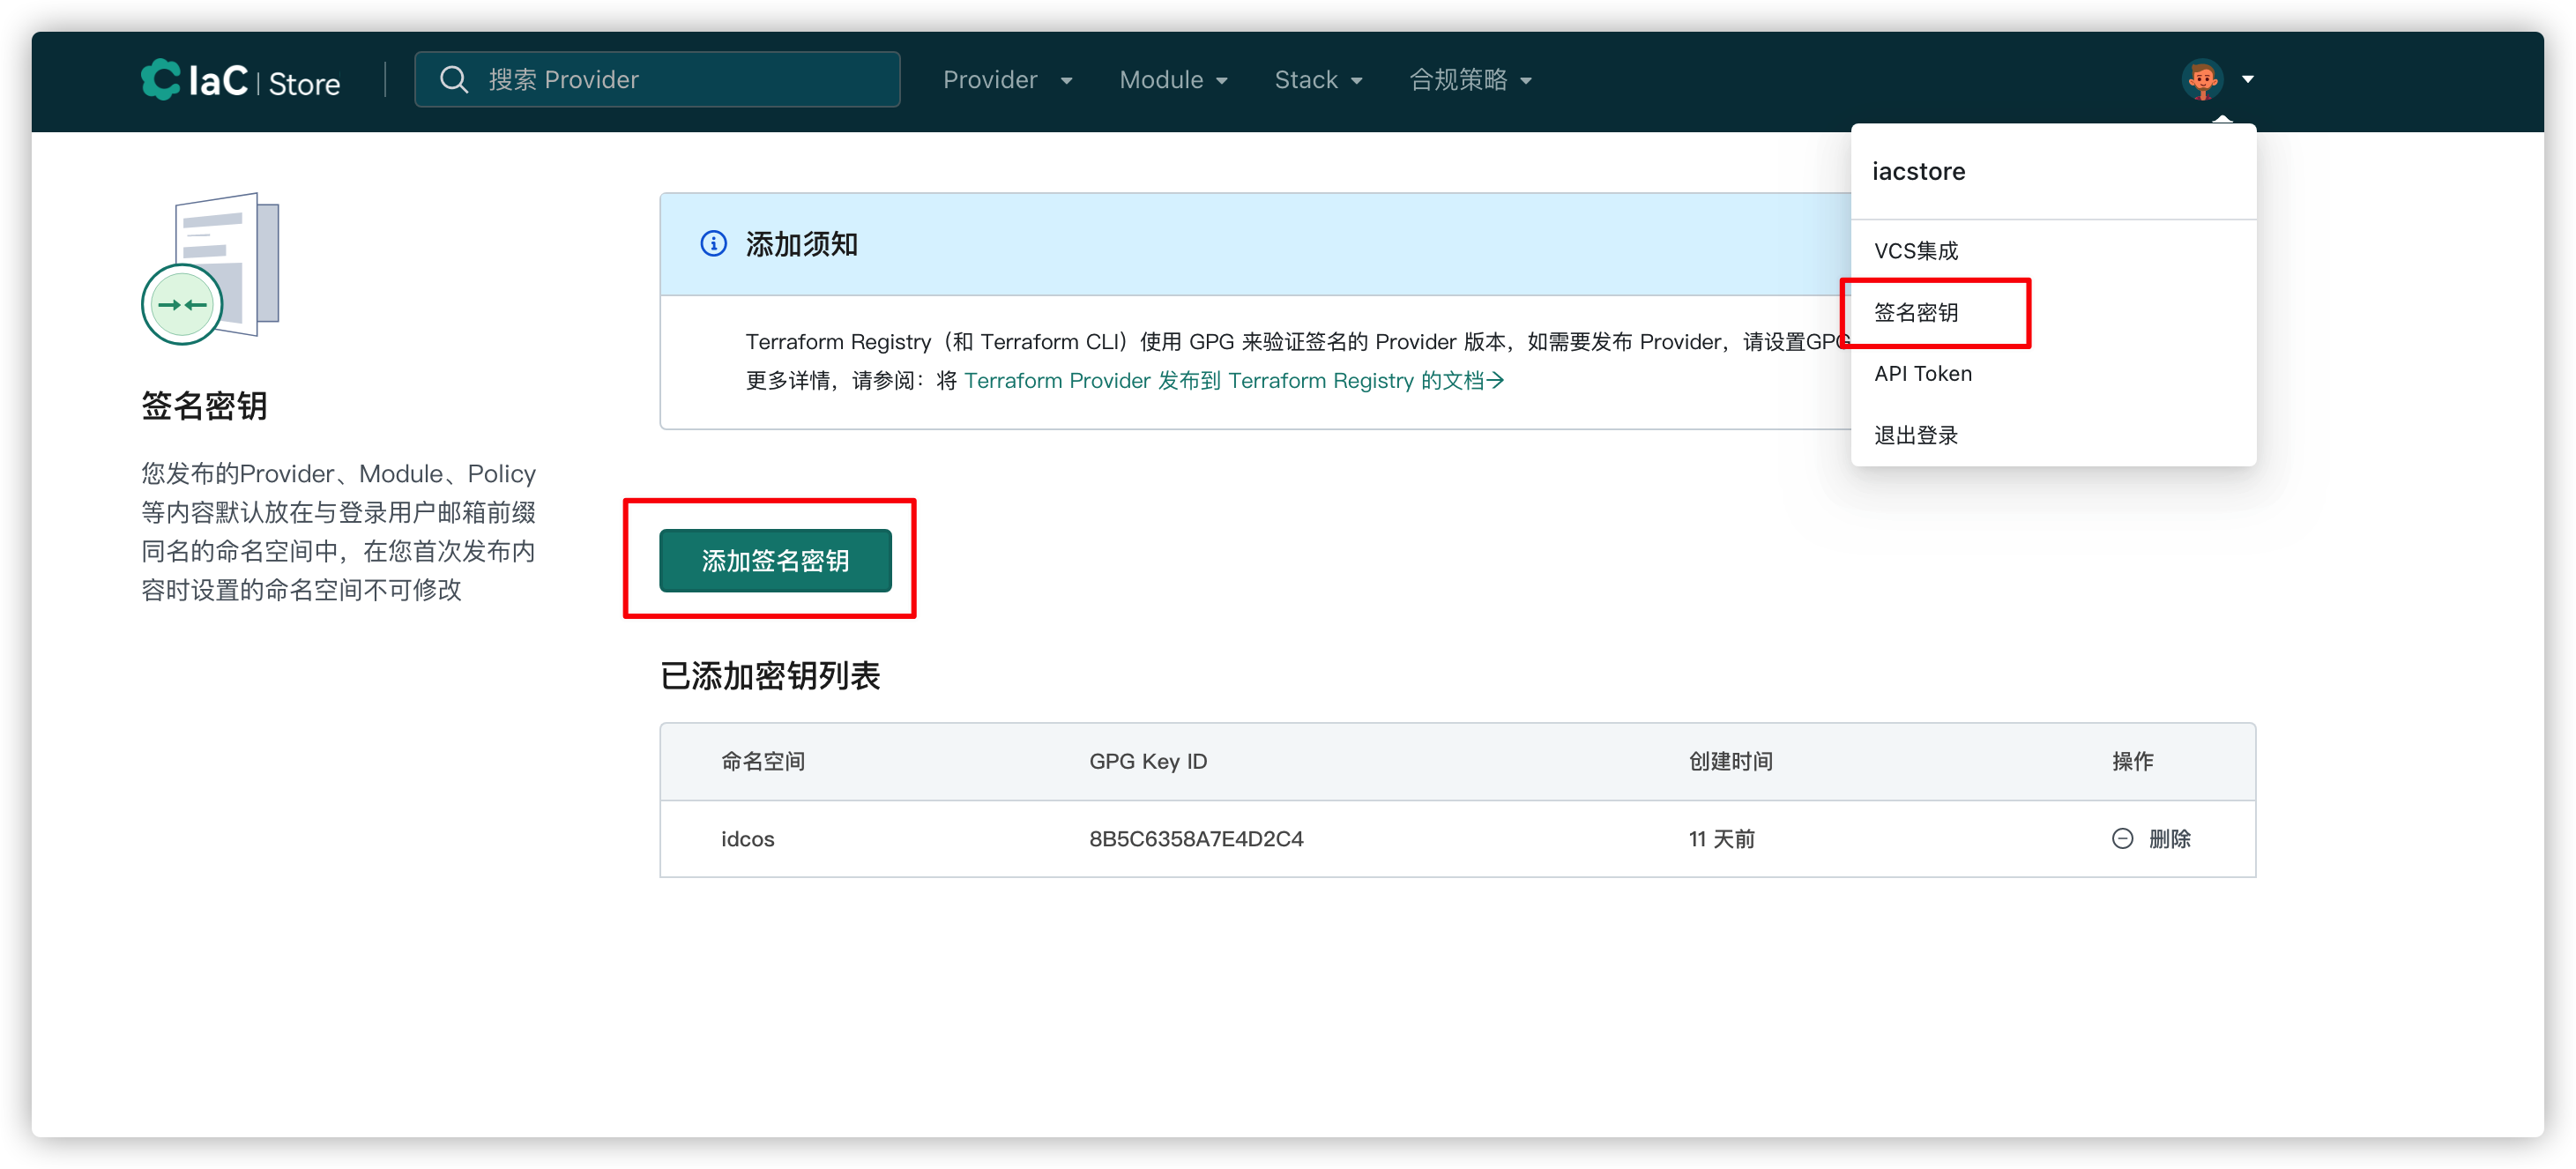 IaC | Store
搜索 Provider
Provider
Module
Stack
合规策略
iacstore
VCS集成
签名密钥
API Token
退出登录
签名密钥
您发布的Provider、Module、Policy
等内容默认放在与登录用户邮箱前缀
同名的命名空间中，在您首次发布内
容时设置的命名空间不可修改
添加须知
Terraform Registry（和 Terraform CLI）使用 GPG 来验证签名的 Provider 版本，如需要发布 Provider，请设置GPG
更多详情，请参阅：将 Terraform Provider 发布到 Terraform Registry 的文档→
添加签名密钥
已添加密钥列表
命名空间 GPG Key ID 创建时间 操作
idcos 8B5C6358A7E4D2C4 11 天前 删除